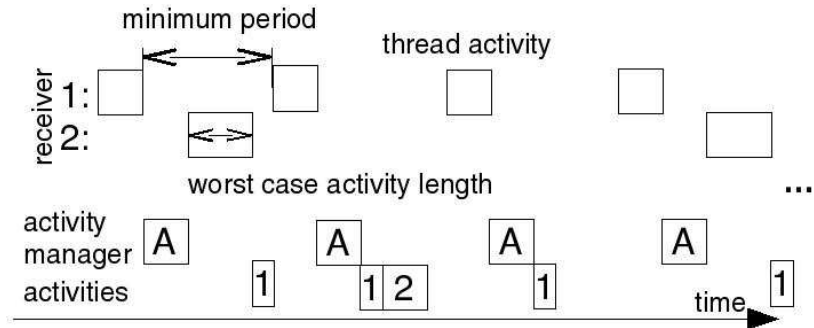 minimum period
thread activity
receiver
1:
2:
worst case activity length
...
activity
manager
A A A A
activities
1 1 2 1 1
time